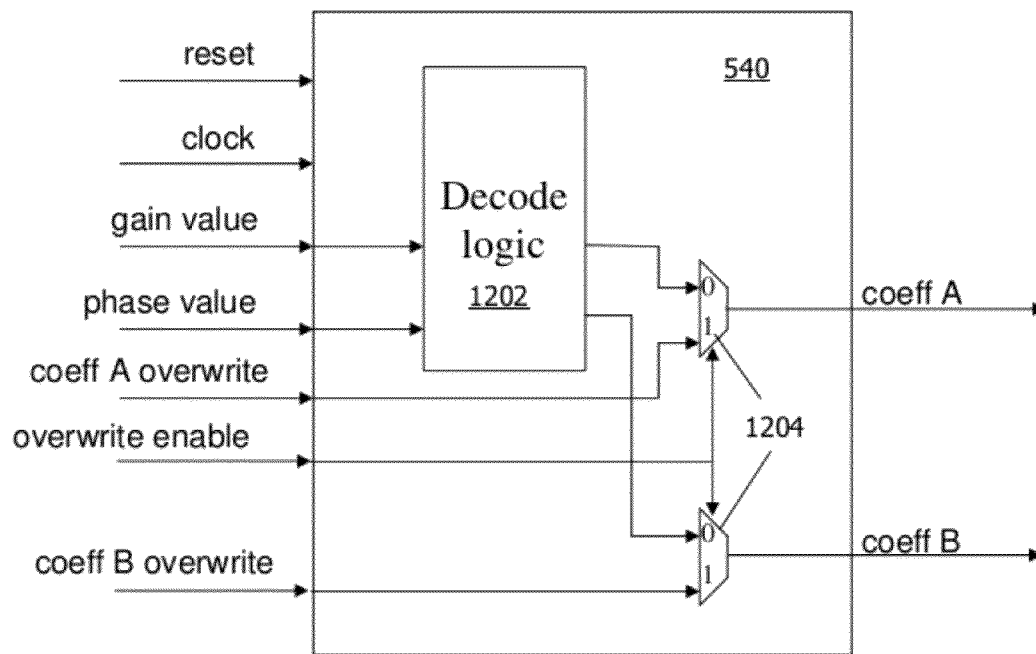 reset
540
clock
Decode
logic
1202
gain value
phase value
0
1
coeff A
coeff A overwrite
overwrite enable
1204
0
1
coeff B
coeff B overwrite